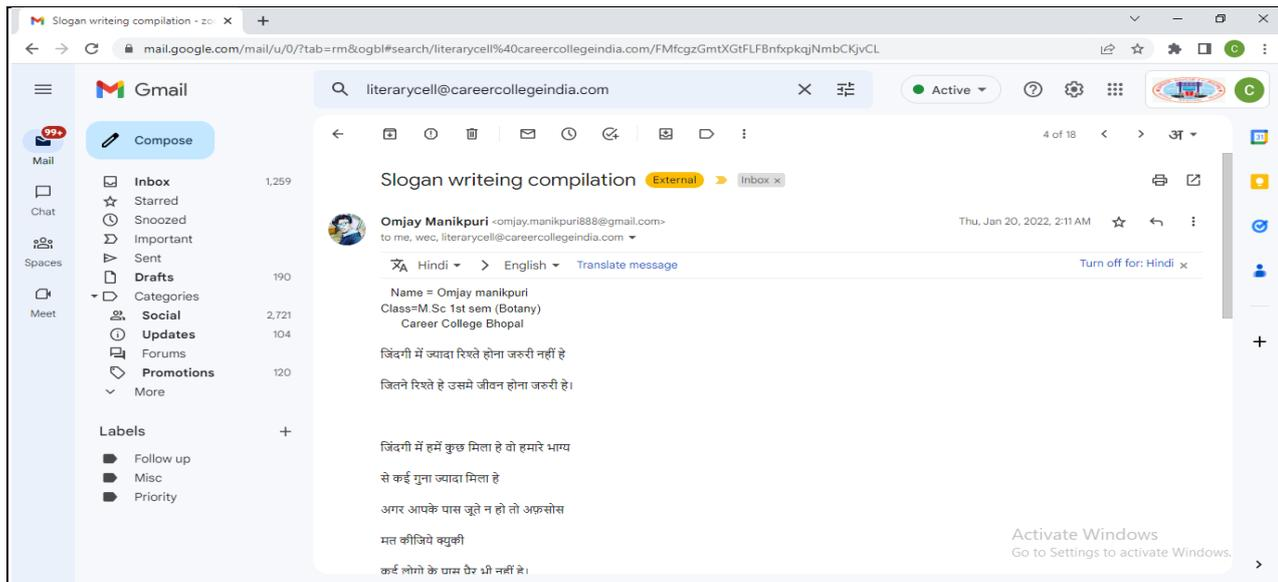 Slogan writeing compilation - zo
mail.google.com/mail/u/0/?tab=rm&ogbl#search/literarycell%40careercollegeindia.com/FMfcgzGmtXGtFLFBnfxpkqjNmbCKjvCL
Gmail
literarycell@careercollegeindia.com
Active
C
99+
Mail
Chat
Spaces
Meet
Compose
Inbox 1,259
Starred
Snoozed
Important
Sent
Drafts 190
Categories
Social 2,721
Updates 104
Forums
Promotions 120
More
Labels
Follow up
Misc
Priority
4 of 18
अ
Slogan writeing compilation External Inbox x
Omjay Manikpuri <omjay.manikpuri888@gmail.com> Thu, Jan 20, 2022, 2:11 AM
to me, wec, literarycell@careercollegeindia.com
Hindi > English Translate message Turn off for: Hindi x
Name = Omjay manikpuri
Class=M.Sc 1st sem (Botany)
Career College Bhopal
जिंदगी में ज्यादा रिश्ते होना जरुरी नहीं हे
जितने रिश्ते हे उसमे जीवन होना जरुरी हे।
जिंदगी में हमें कुछ मिला हे वो हमारे भाग्य
से कई गुना ज्यादा मिला हे
अगर आपके पास जूते न हो तो अफ़सोस
मत कीजिये क्युकी
कई लोगो के पास पैर भी नहीं हे।
Activate Windows
Go to Settings to activate Windows.